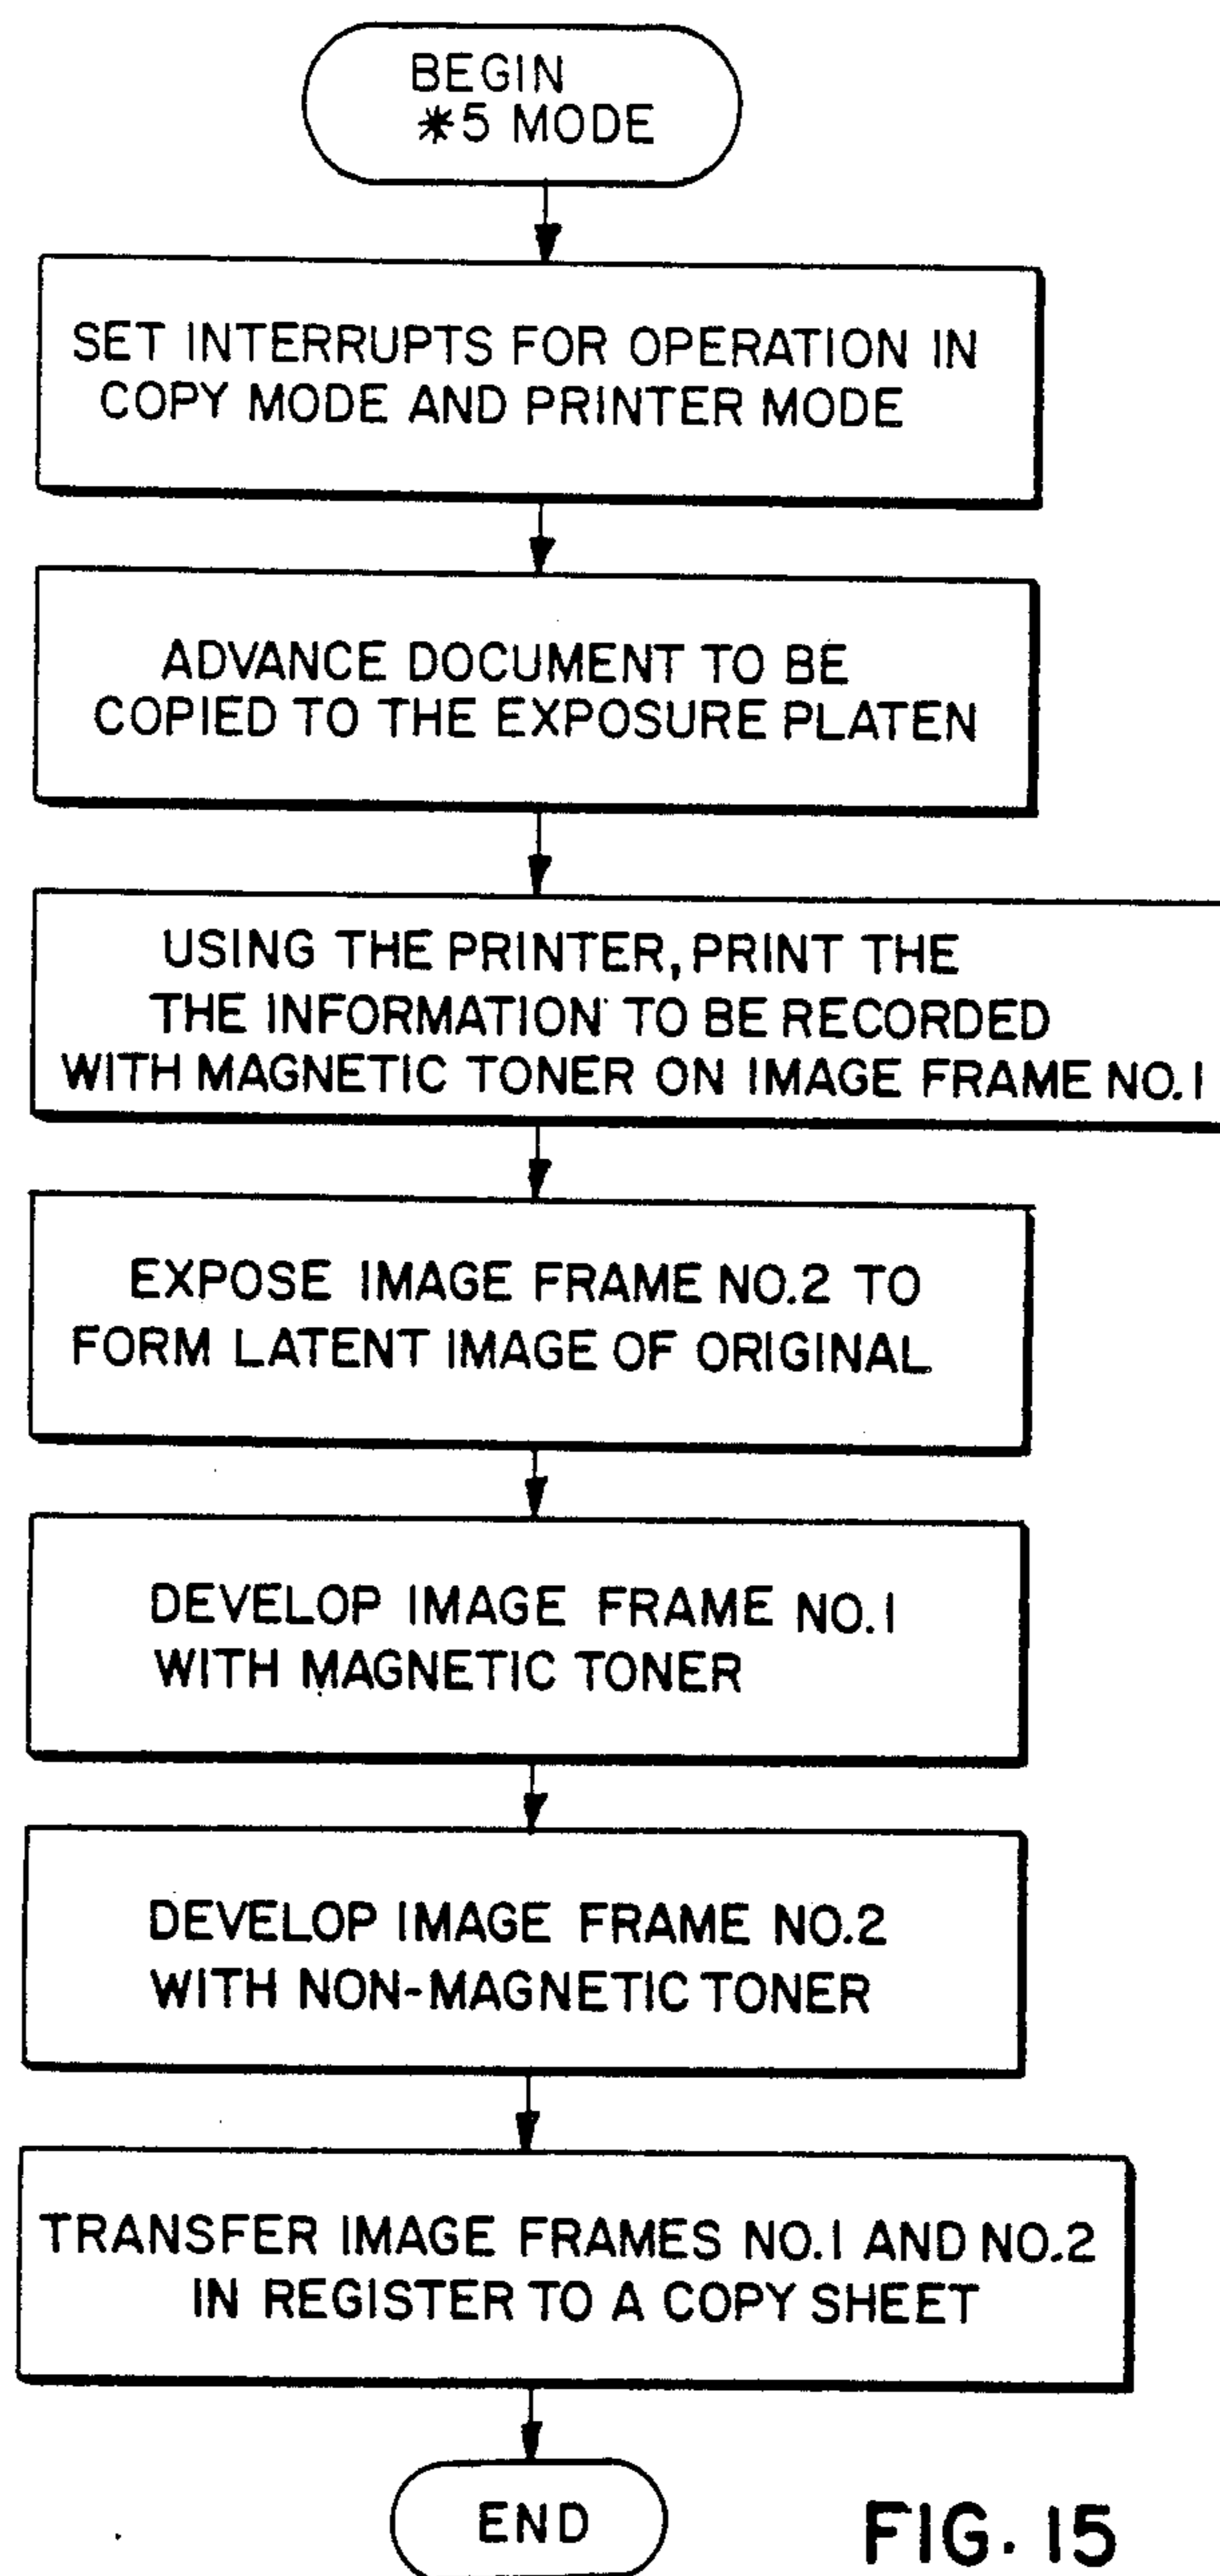 BEGIN
*5 MODE
SET INTERRUPTS FOR OPERATION IN
COPY MODE AND PRINTER MODE
ADVANCE DOCUMENT TO BE
COPIED TO THE EXPOSURE PLATEN
USING THE PRINTER, PRINT THE
THE INFORMATION TO BE RECORDED
WITH MAGNETIC TONER ON IMAGE FRAME NO.1
EXPOSE IMAGE FRAME NO.2 TO
FORM LATENT IMAGE OF ORIGINAL
DEVELOP IMAGE FRAME NO.1
WITH MAGNETIC TONER
DEVELOP IMAGE FRAME NO.2
WITH NON-MAGNETIC TONER
TRANSFER IMAGE FRAMES NO.1 AND NO.2
IN REGISTER TO A COPY SHEET
END
FIG. 15